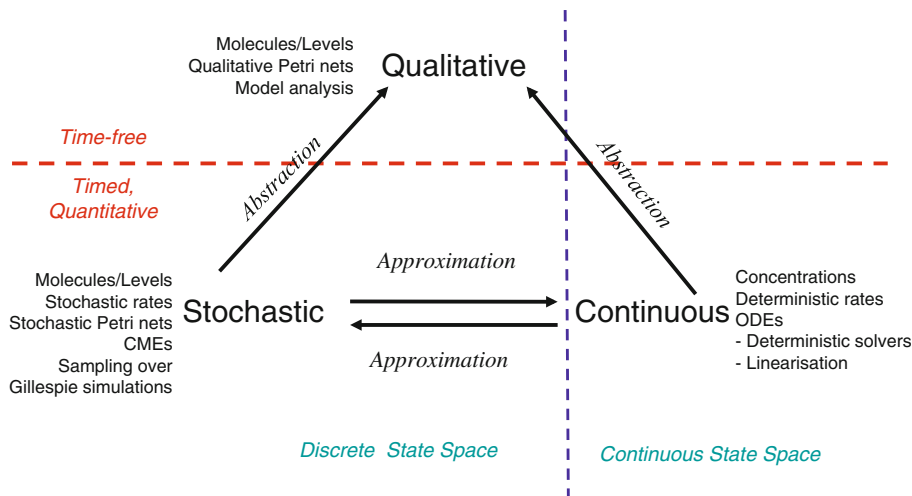 Molecules/Levels
Qualitative Petri nets
Model analysis
Qualitative
Time-free
Timed,
Quantitative
Abstraction
Abstraction
Molecules/Levels
Stochastic rates
Stochastic Petri nets
CMEs
Sampling over
Gillespie simulations
Stochastic
Approximation
Approximation
Continuous
Concentrations
Deterministic rates
ODEs
- Deterministic solvers
- Linearisation
Discrete State Space
Continuous State Space